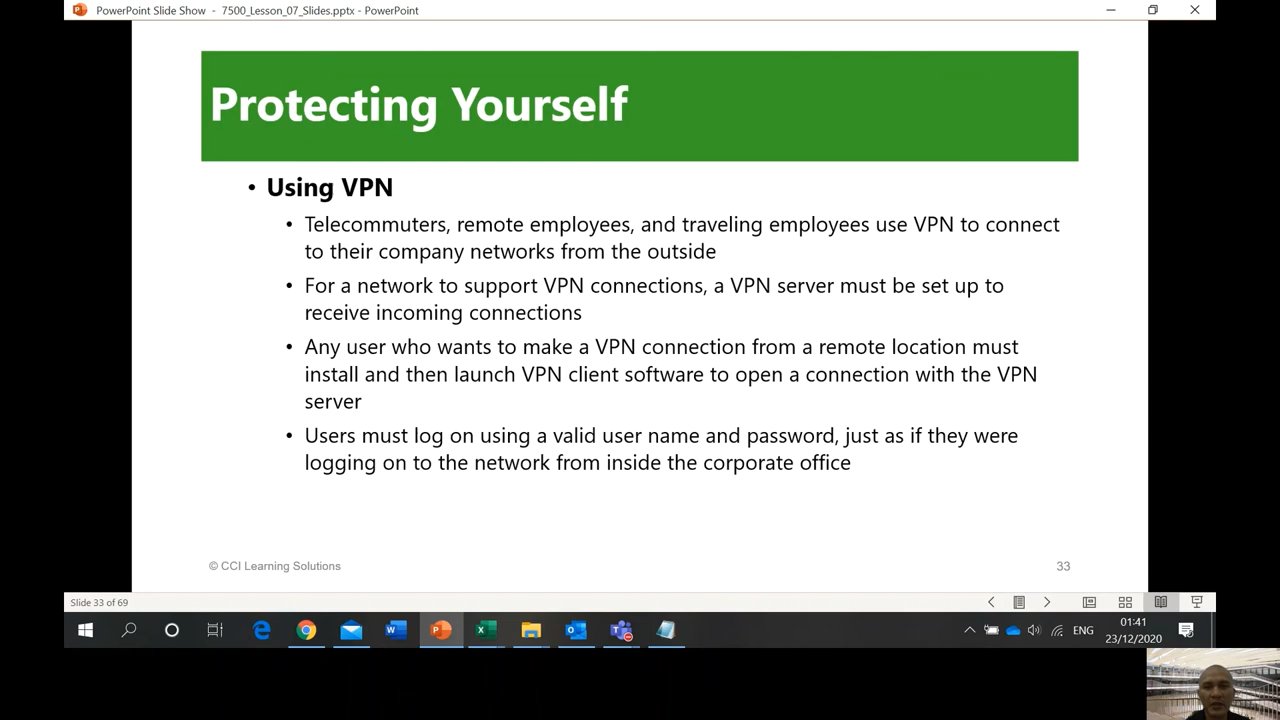 PowerPoint Slide Show - 7500_Lesson_07_Slides.pptx - PowerPoint
Protecting Yourself
• Using VPN
• Telecommuters, remote employees, and traveling employees use VPN to connect
to their company networks from the outside
• For a network to support VPN connections, a VPN server must be set up to
receive incoming connections
• Any user who wants to make a VPN connection from a remote location must
install and then launch VPN client software to open a connection with the VPN
server
• Users must log on using a valid user name and password, just as if they were
logging on to the network from inside the corporate office
© CCI Learning Solutions
33
Slide 33 of 69
ENG
01:41
23/12/2020